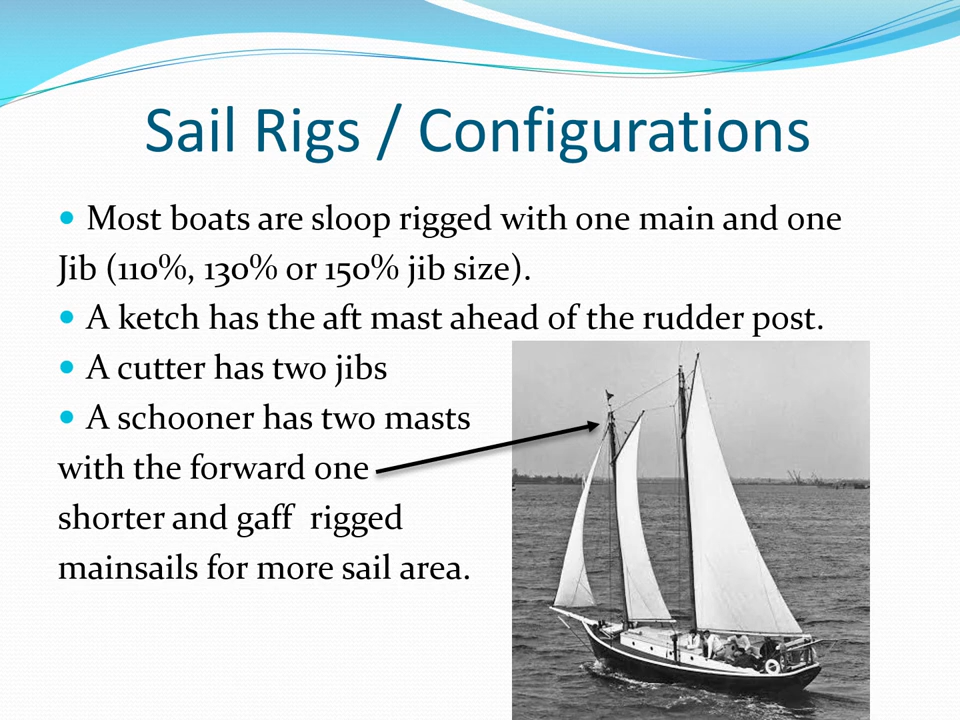 Sail Rigs / Configurations
• Most boats are sloop rigged with one main and one
Jib (110%, 130% or 150% jib size).
• A ketch has the aft mast ahead of the rudder post.
• A cutter has two jibs
• A schooner has two masts
with the forward one
shorter and gaff  rigged
mainsails for more sail area.